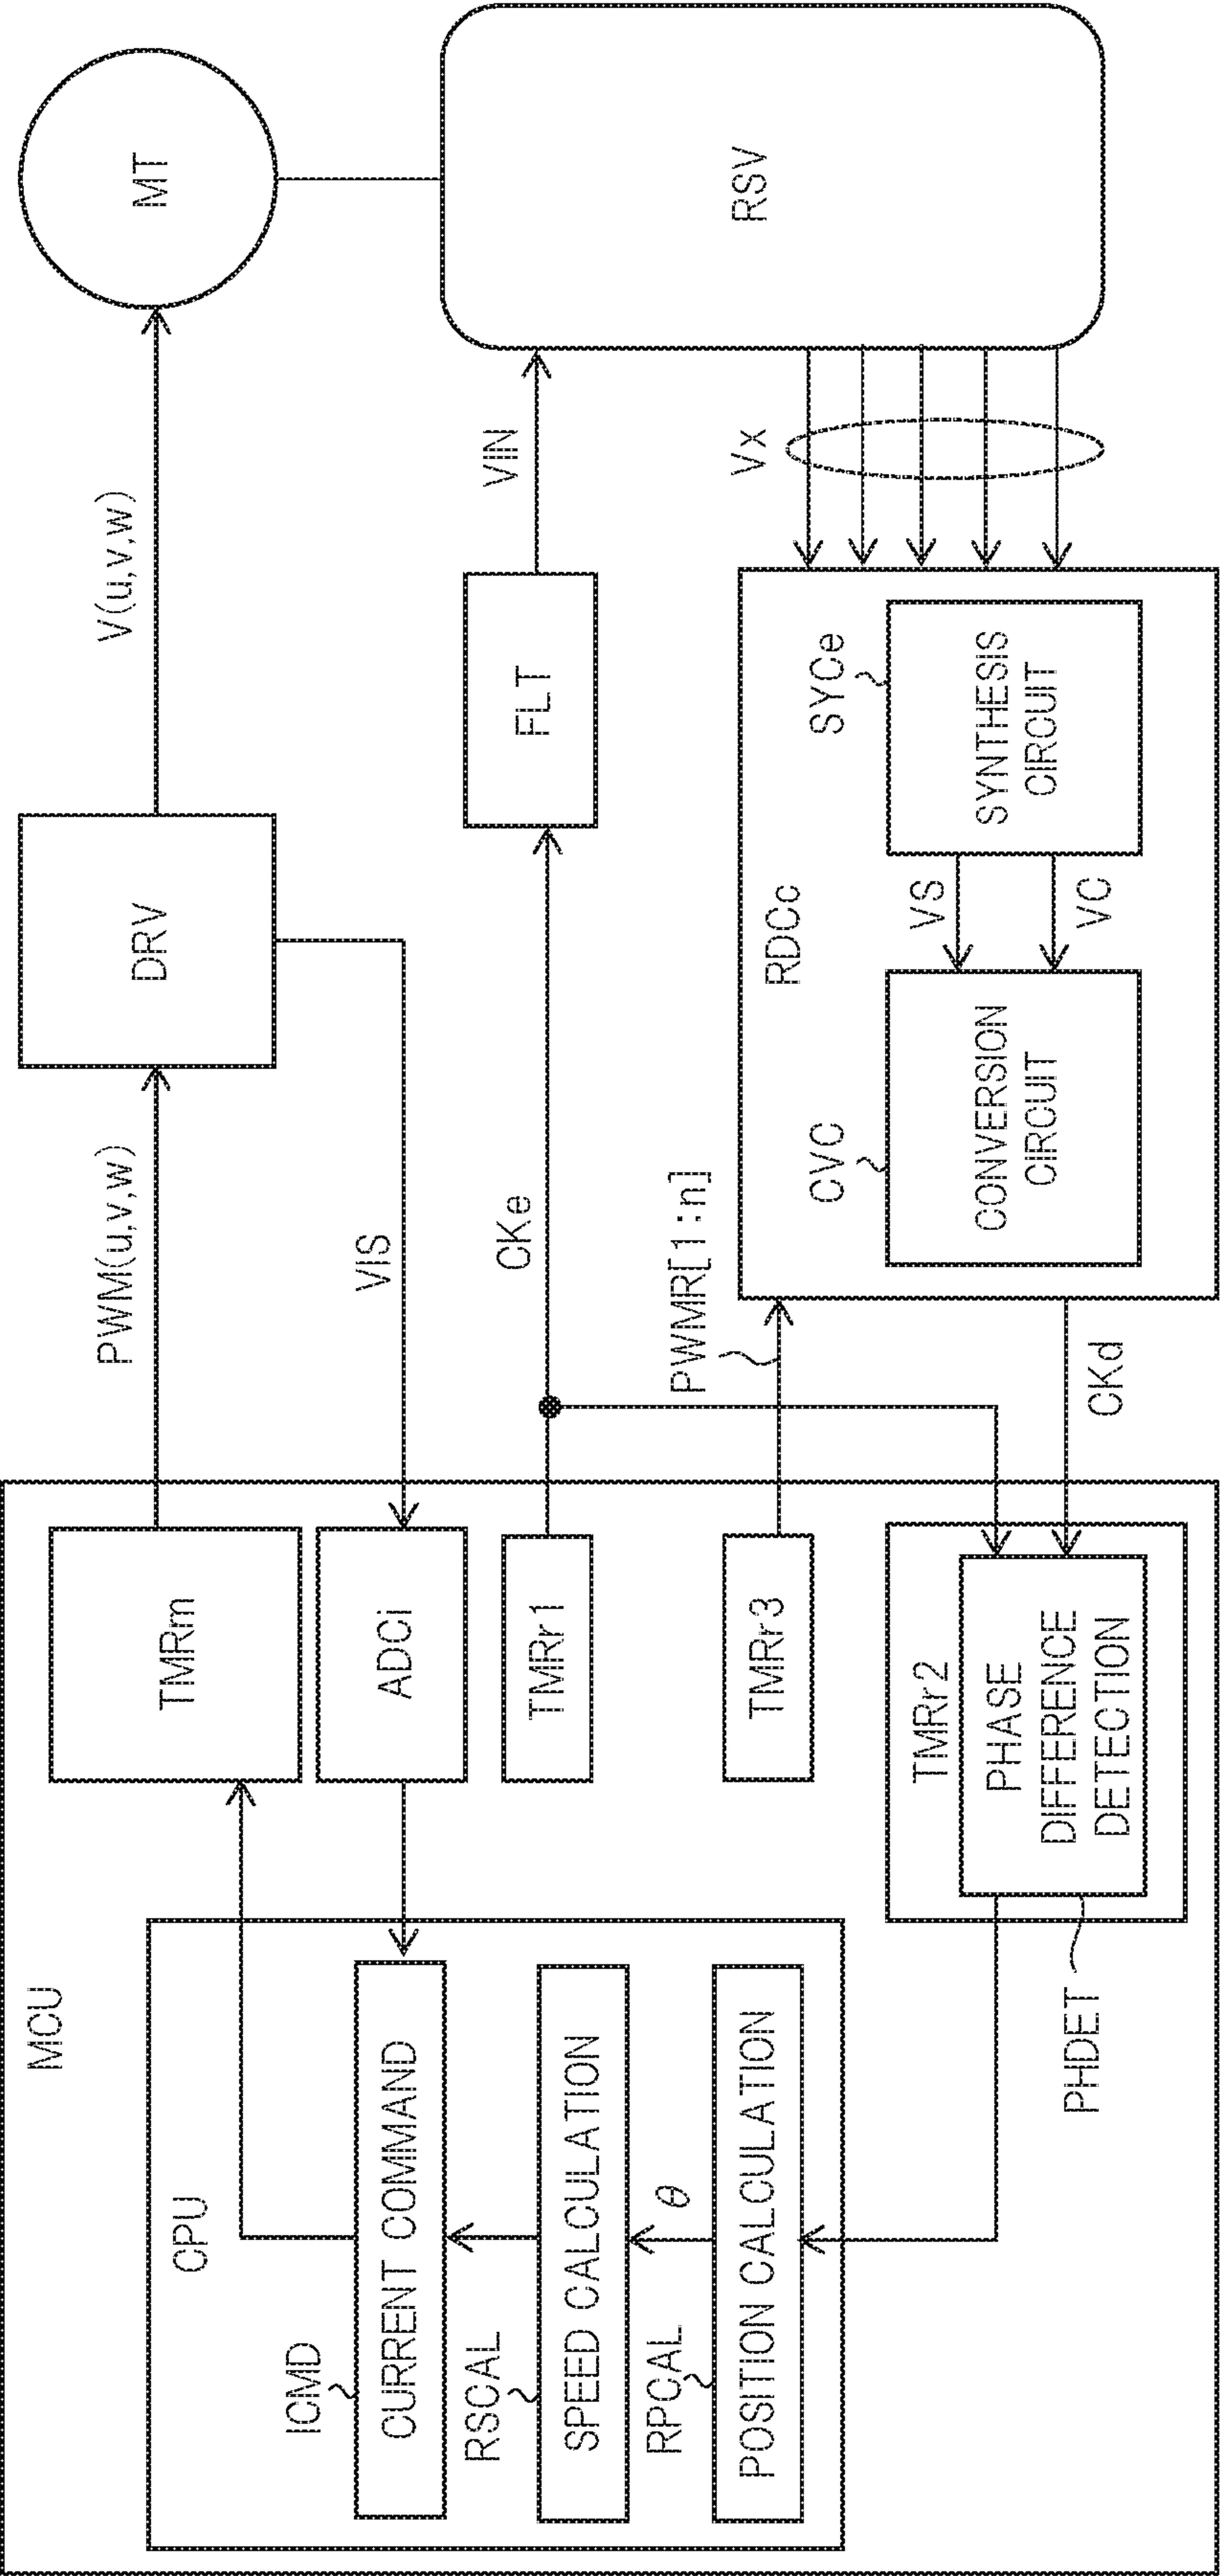 MCU
CPU
ICMD
CURRENT COMMAND
RSCAL
SPEED CALCULATION
θ
RPCAL
POSITION CALCULATION
TMRm
ADCi
TMRr1
TMRr3
TMRr2
PHASE
DIFFERENCE
DETECTION
PHDET
PWM(u,v,w)
VIS
CKe
PWMR[1:n]
CKd
DRV
FLT
RDCc
CVC
CONVERSION
CIRCUIT
VS
VC
SYCe
SYNTHESIS
CIRCUIT
V(u,v,w)
VIN
Vx
MT
RSV